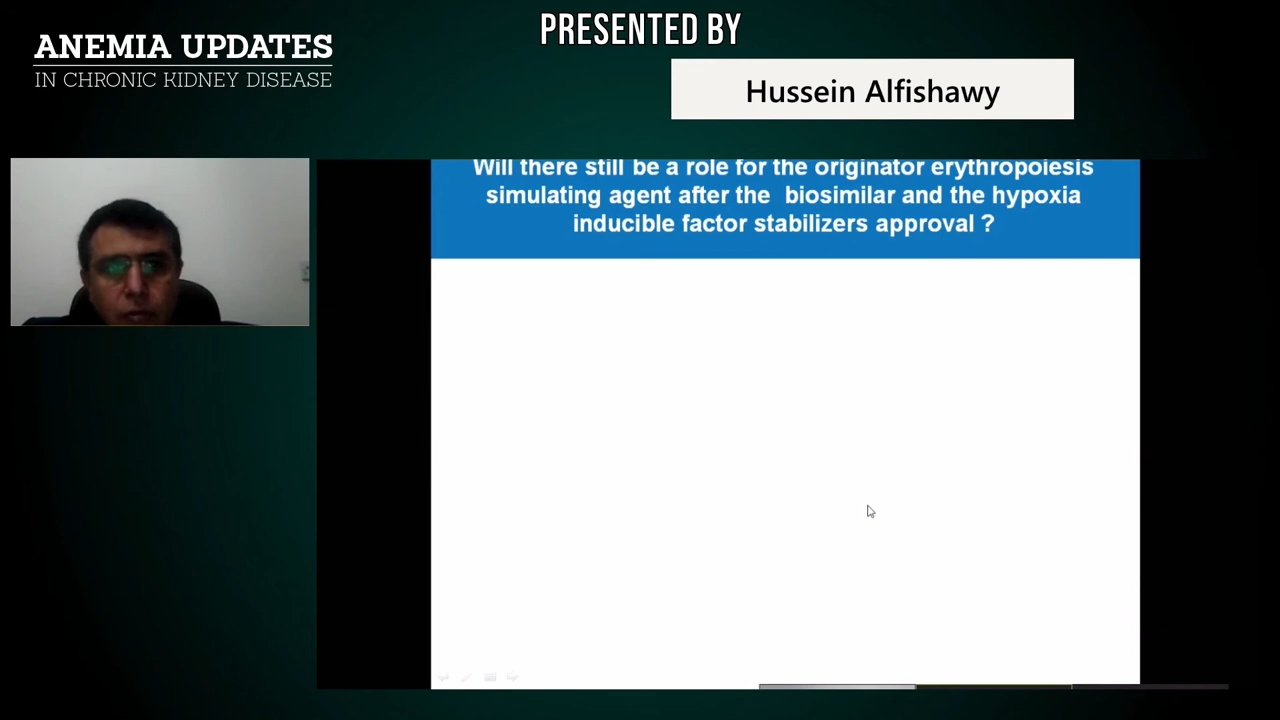 ANEMIA UPDATES
IN CHRONIC KIDNEY DISEASE
PRESENTED BY
Hussein Alfishawy
Will there still be a role for the originator erythropoiesis
simulating agent after the biosimilar and the hypoxia
inducible factor stabilizers approval ?